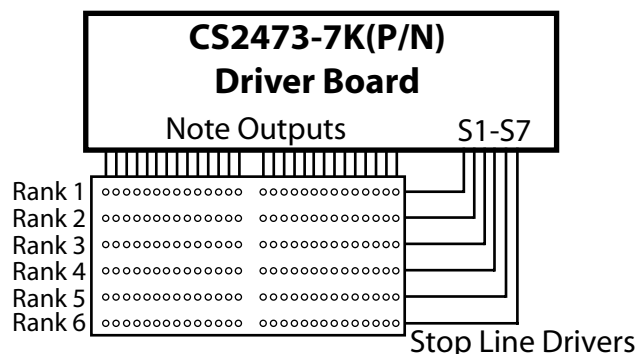 CS2473-7K(P/N)
Driver Board
Note Outputs S1-S7
Rank 1
Rank 2
Rank 3
Rank 4
Rank 5
Rank 6
Stop Line Drivers